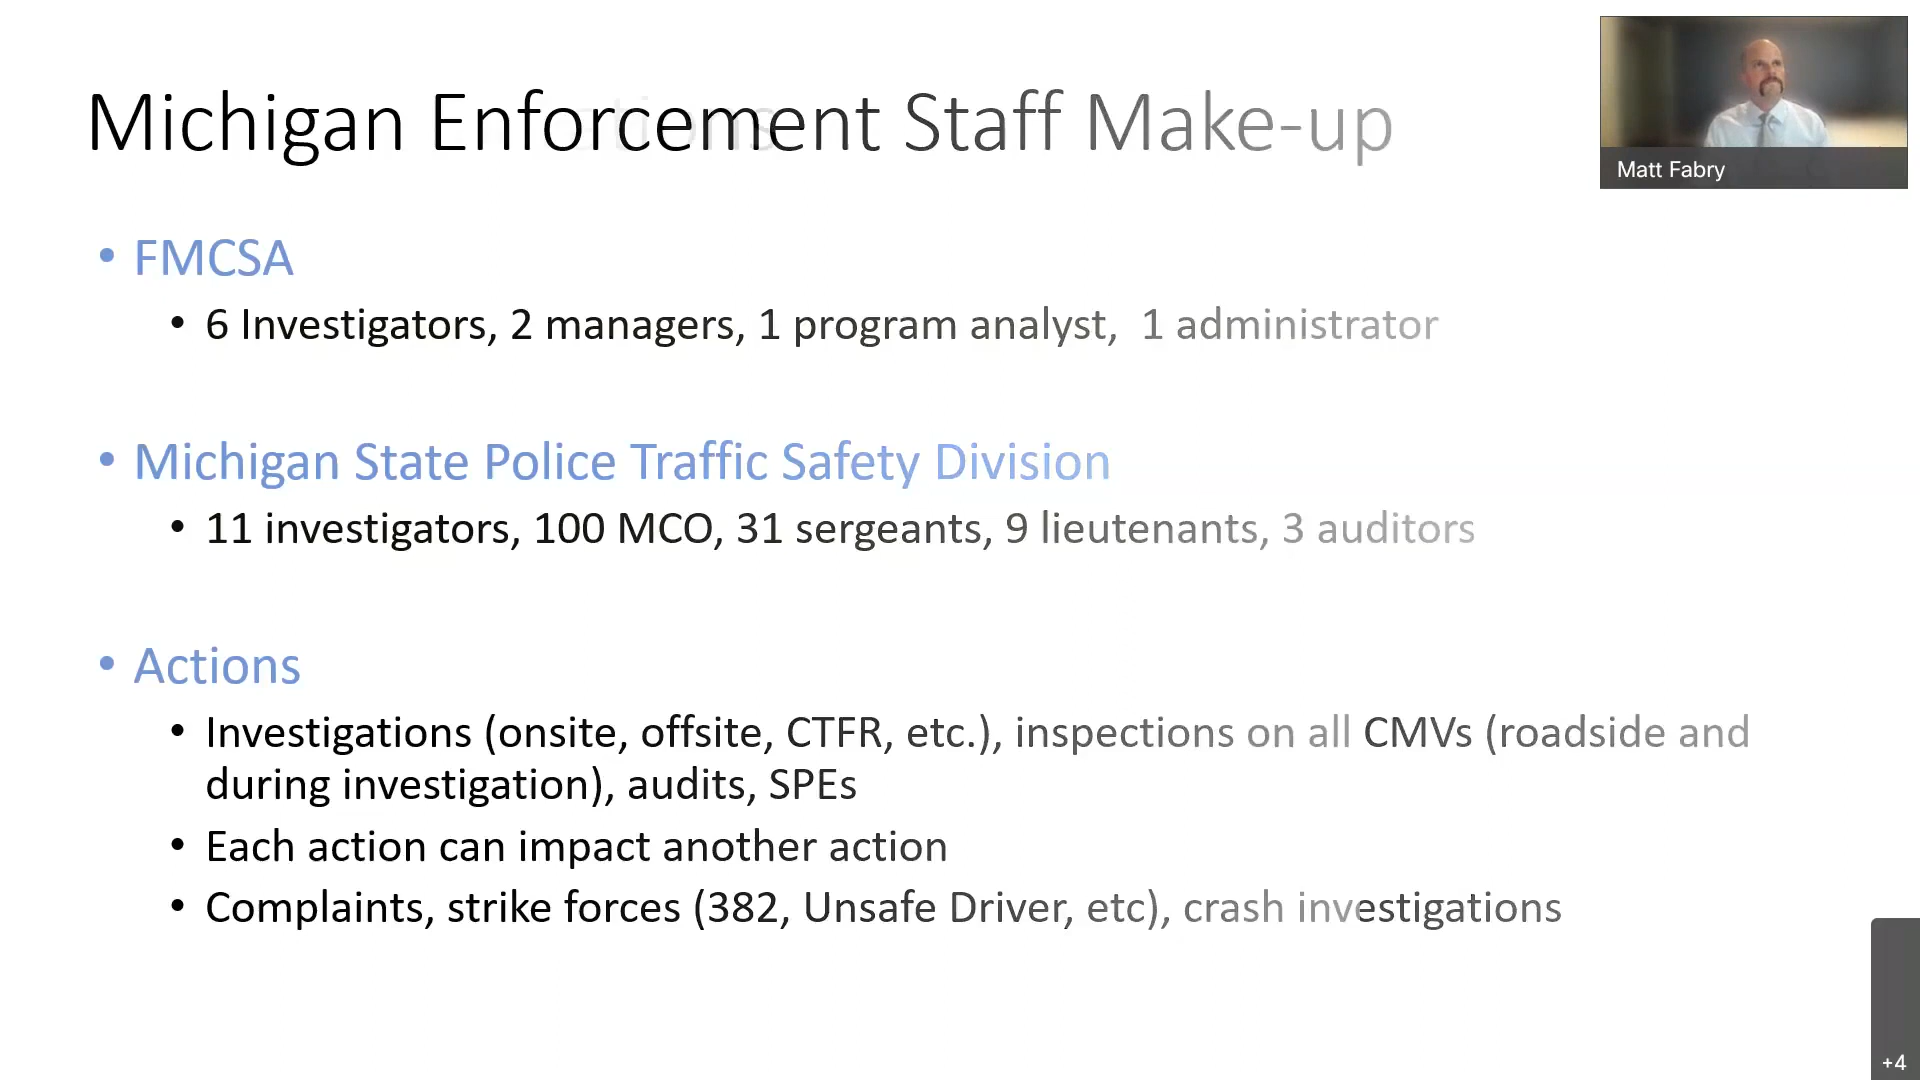 Michigan Enforcement Staff Make-up
Matt Fabry
• FMCSA
• 6 Investigators, 2 managers, 1 program analyst,  1 administrator
• Michigan State Police Traffic Safety Division
• 11 investigators, 100 MCO, 31 sergeants, 9 lieutenants, 3 auditors
• Actions
• Investigations (onsite, offsite, CTFR, etc.), inspections on all CMVs (roadside and
during investigation), audits, SPEs
• Each action can impact another action
• Complaints, strike forces (382, Unsafe Driver, etc), crash investigations
+4